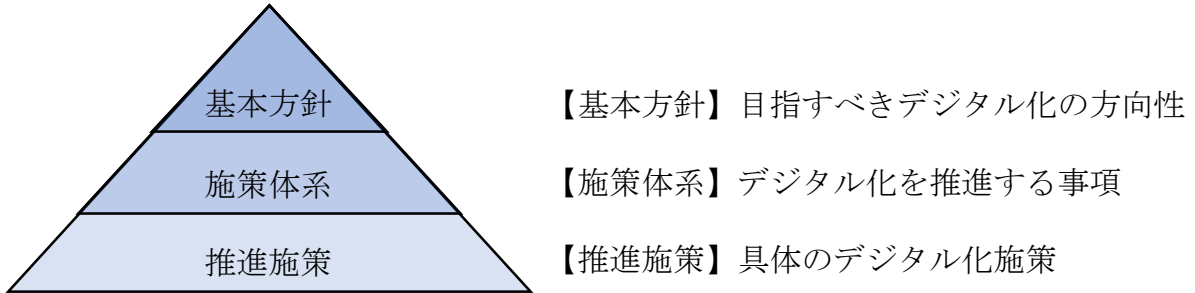 基本方針
【基本方針】目指すべきデジタル化の方向性
施策体系
【施策体系】デジタル化を推進する事項
推進施策
【推進施策】具体のデジタル化施策